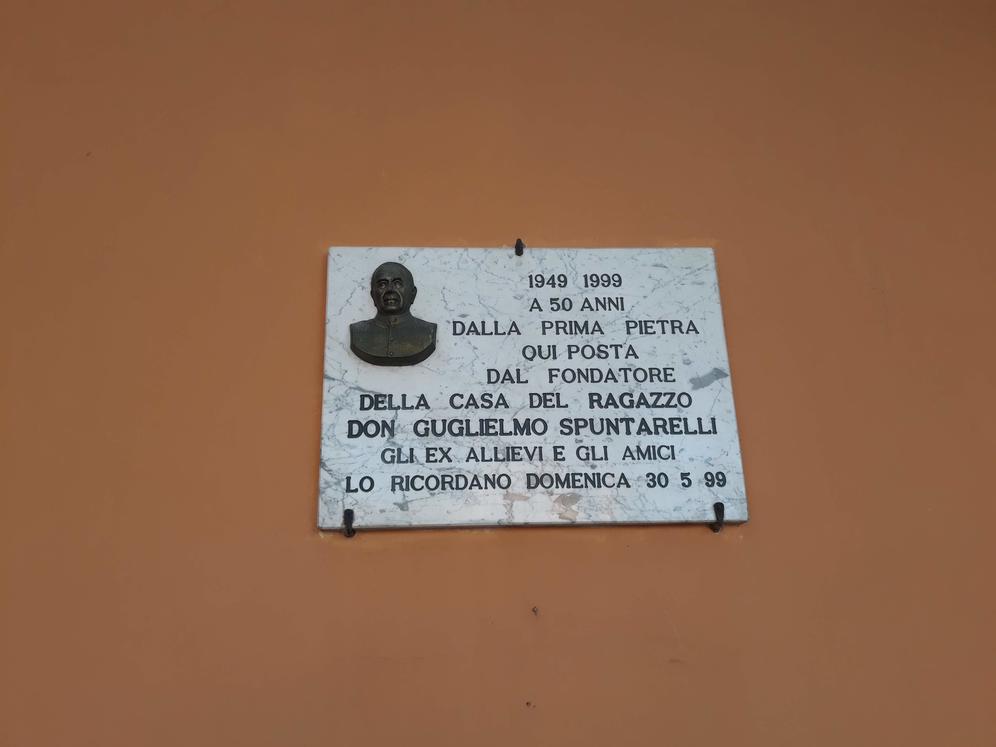 1949 1999
A 50 ANNI
DALLA PRIMA PIETRA
QUI POSTA
DAL FONDATORE
DELLA CASA DEL RAGAZZO
DON GUGLIELMO SPUNTARELLI
GLI EX ALLIEVI E GLI AMICI
LO RICORDANO DOMENICA 30 5 99